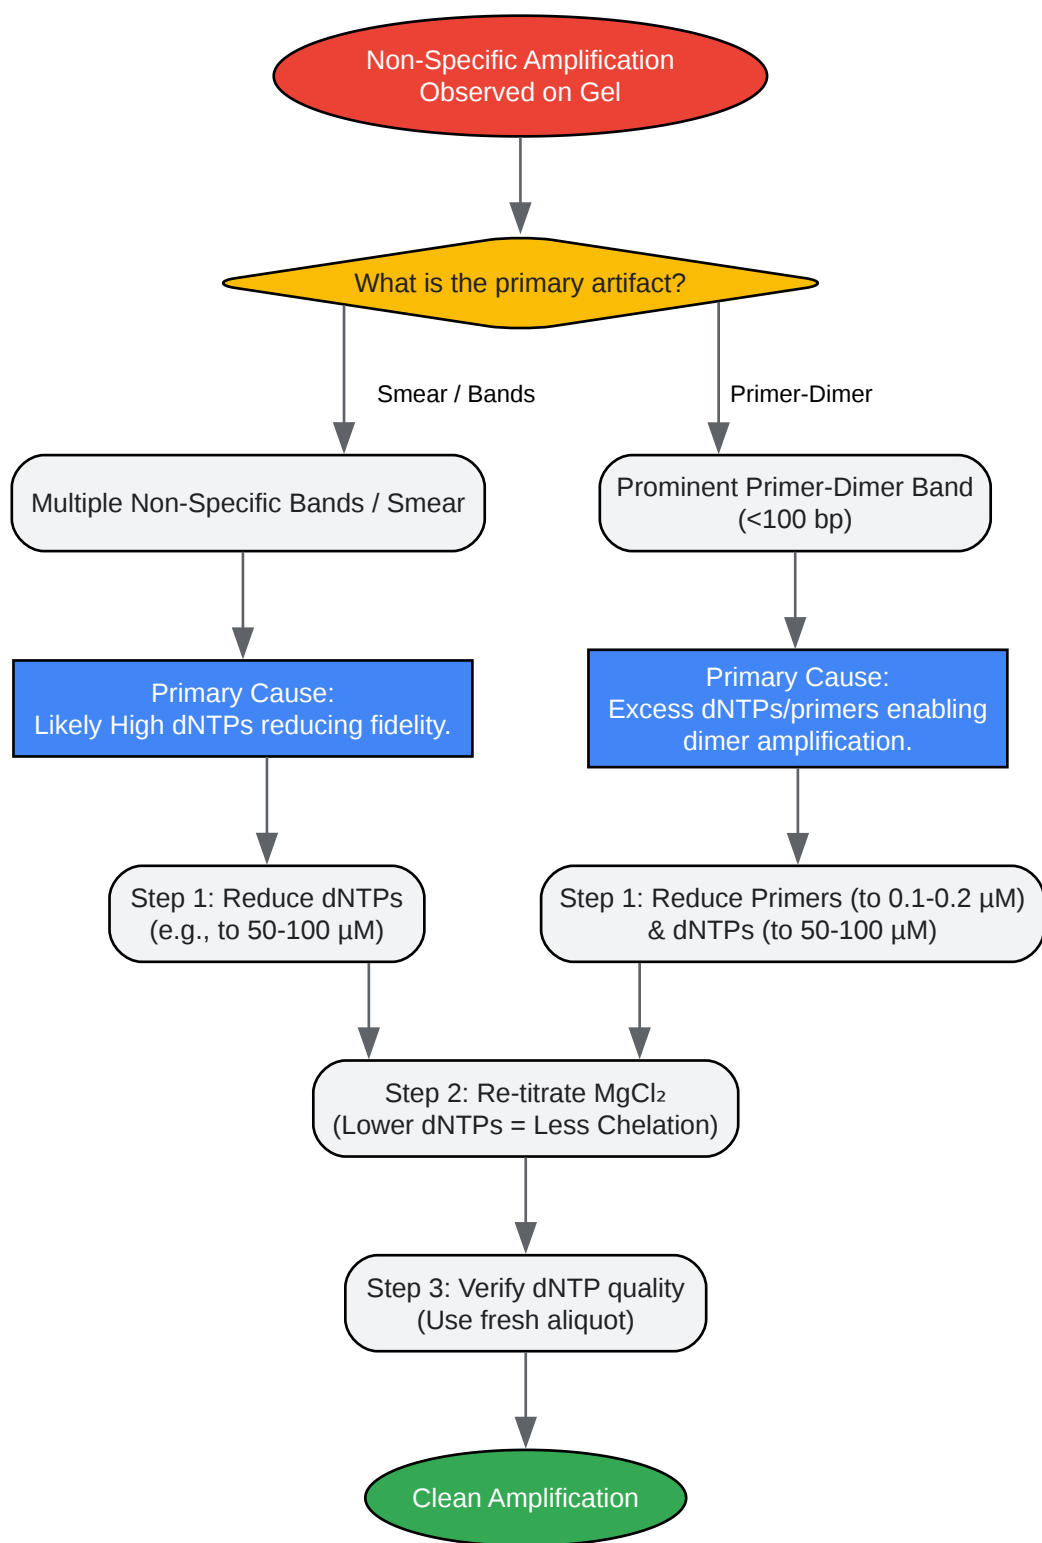 Non-Specific Amplification
Observed on Gel
What is the primary artifact?
Smear / Bands
Primer-Dimer
Multiple Non-Specific Bands / Smear
Prominent Primer-Dimer Band
(<100 bp)
Primary Cause:
Likely High dNTPs reducing fidelity.
Primary Cause:
Excess dNTPs/primers enabling
dimer amplification.
Step 1: Reduce dNTPs
(e.g., to 50-100 µM)
Step 1: Reduce Primers (to 0.1-0.2 µM)
& dNTPs (to 50-100 µM)
Step 2: Re-titrate MgCl₂
(Lower dNTPs = Less Chelation)
Step 3: Verify dNTP quality
(Use fresh aliquot)
Clean Amplification